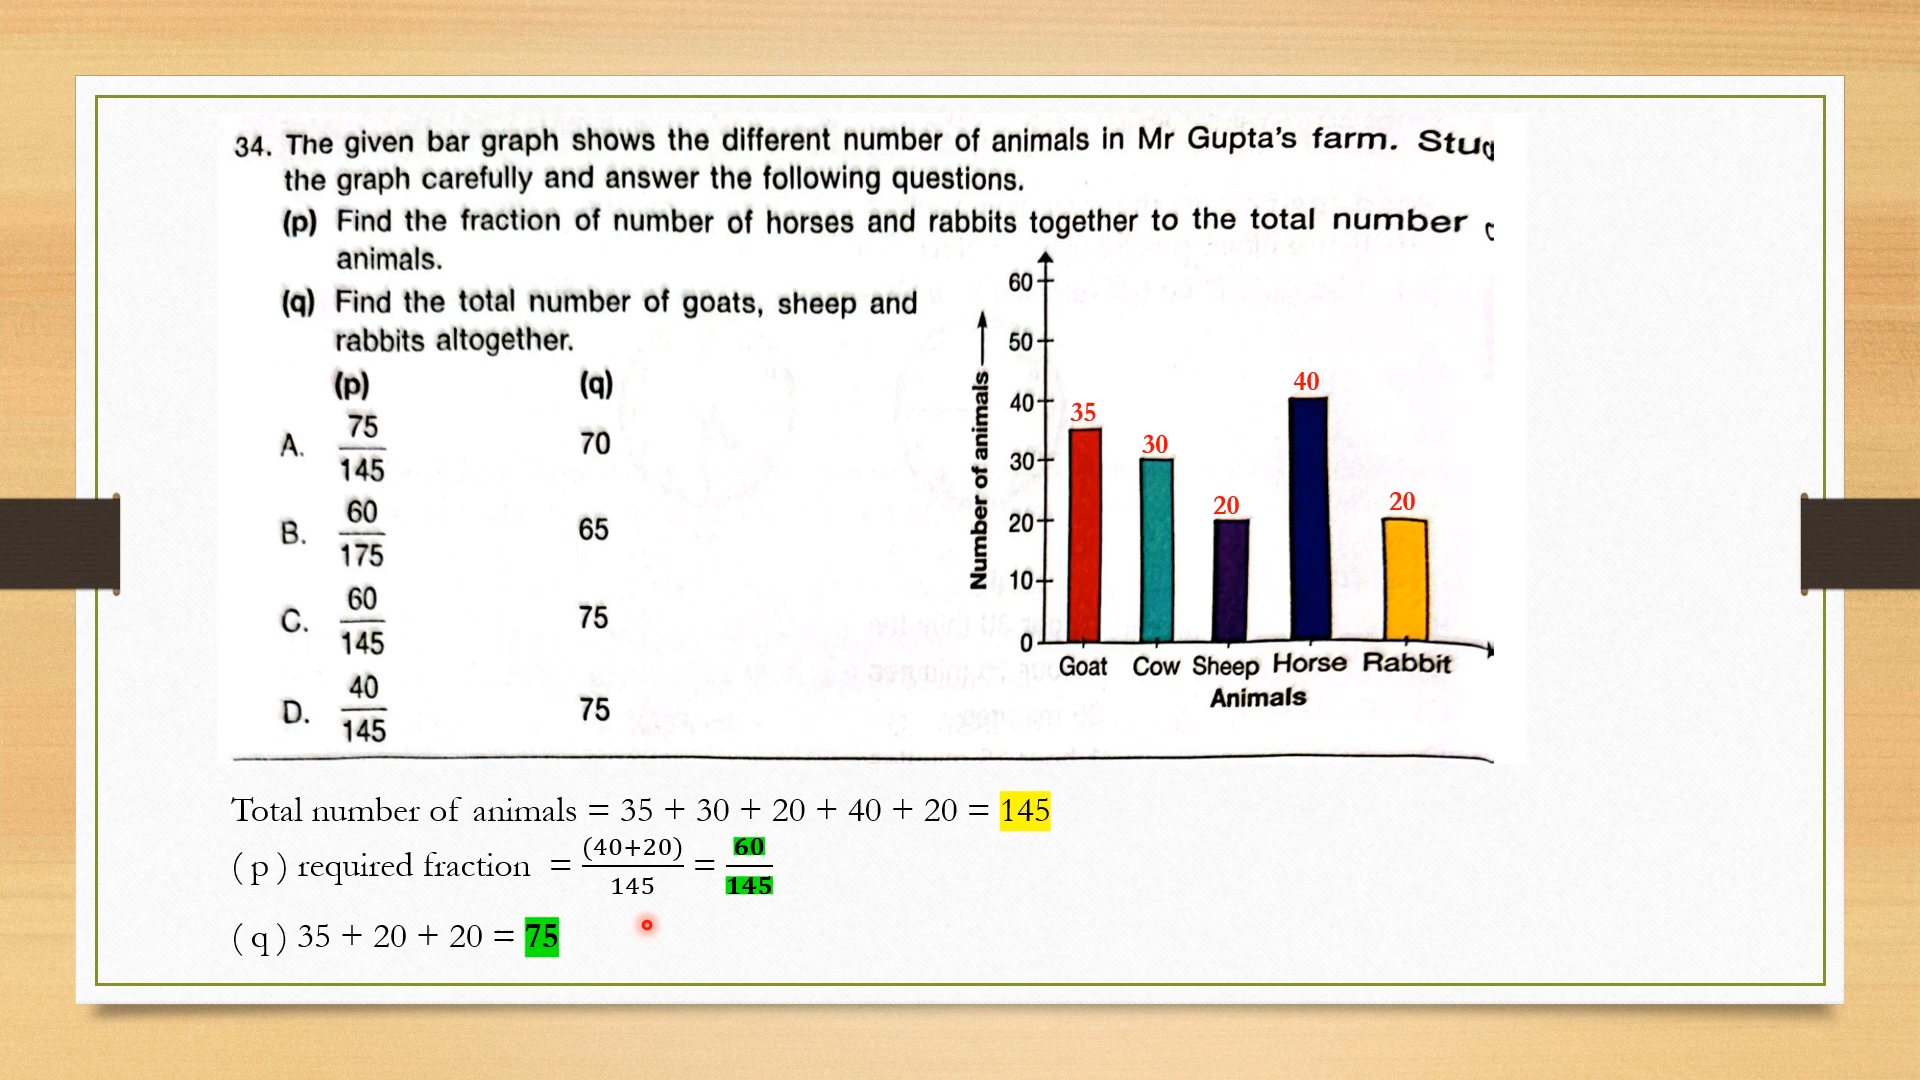 34. The given bar graph shows the different number of animals in Mr Gupta's farm.
the graph carefully and answer the following questions.
(p) Find the fraction of number of horses and rabbits together to the total number
animals.
(q) Find the total number of goats, sheep and
rabbits altogether.
(p) (q)
A. 75/145 70
B. 60/175 65
C. 60/145 75
D. 40/145 75
60
50
40
30
20
10
0
Number of animals
35
30
20
40
20
Goat Cow Sheep Horse Rabbit
Animals
Total number of animals = 35 + 30 + 20 + 40 + 20 = 145
( p ) required fraction = (40+20)/145 = 60/145
( q ) 35 + 20 + 20 = 75